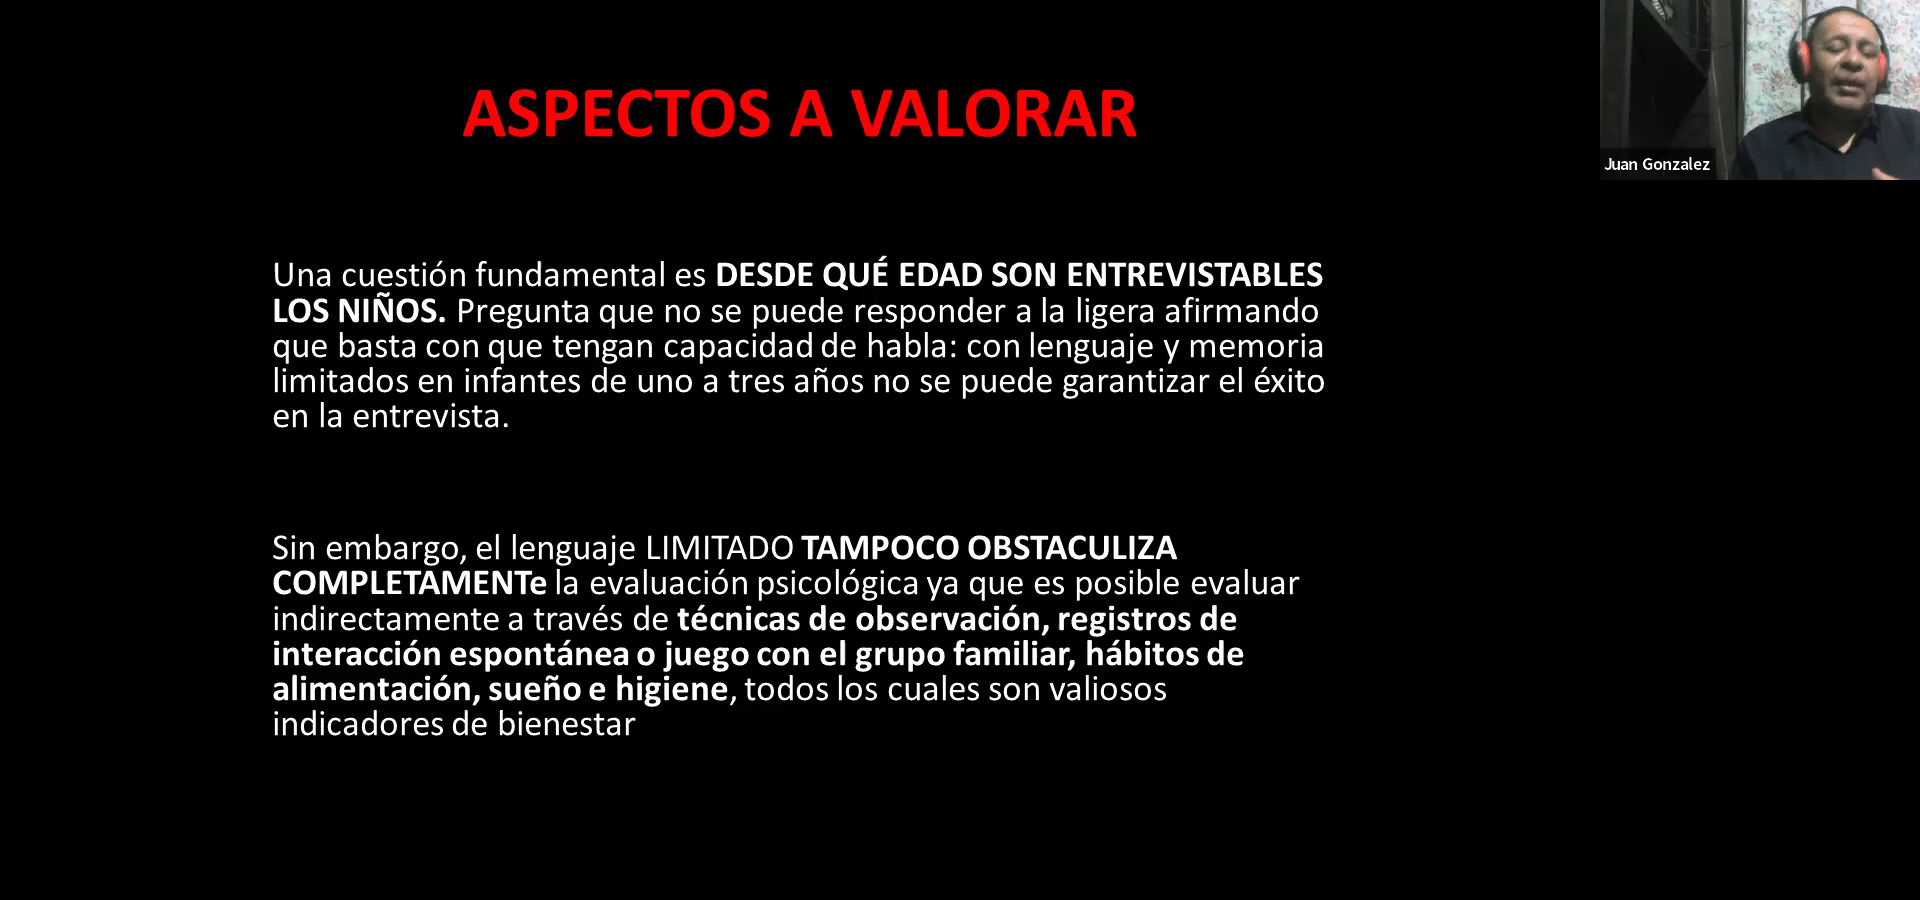 ASPECTOS A VALORAR
Juan Gonzalez
Una cuestión fundamental es DESDE QUÉ EDAD SON ENTREVISTABLES
LOS NIÑOS. Pregunta que no se puede responder a la ligera afirmando
que basta con que tengan capacidad de habla: con lenguaje y memoria
limitados en infantes de uno a tres años no se puede garantizar el éxito
en la entrevista.
Sin embargo, el lenguaje LIMITADO TAMPOCO OBSTACULIZA
COMPLETAMENTe la evaluación psicológica ya que es posible evaluar
indirectamente a través de técnicas de observación, registros de
interacción espontánea o juego con el grupo familiar, hábitos de
alimentación, sueño e higiene, todos los cuales son valiosos
indicadores de bienestar